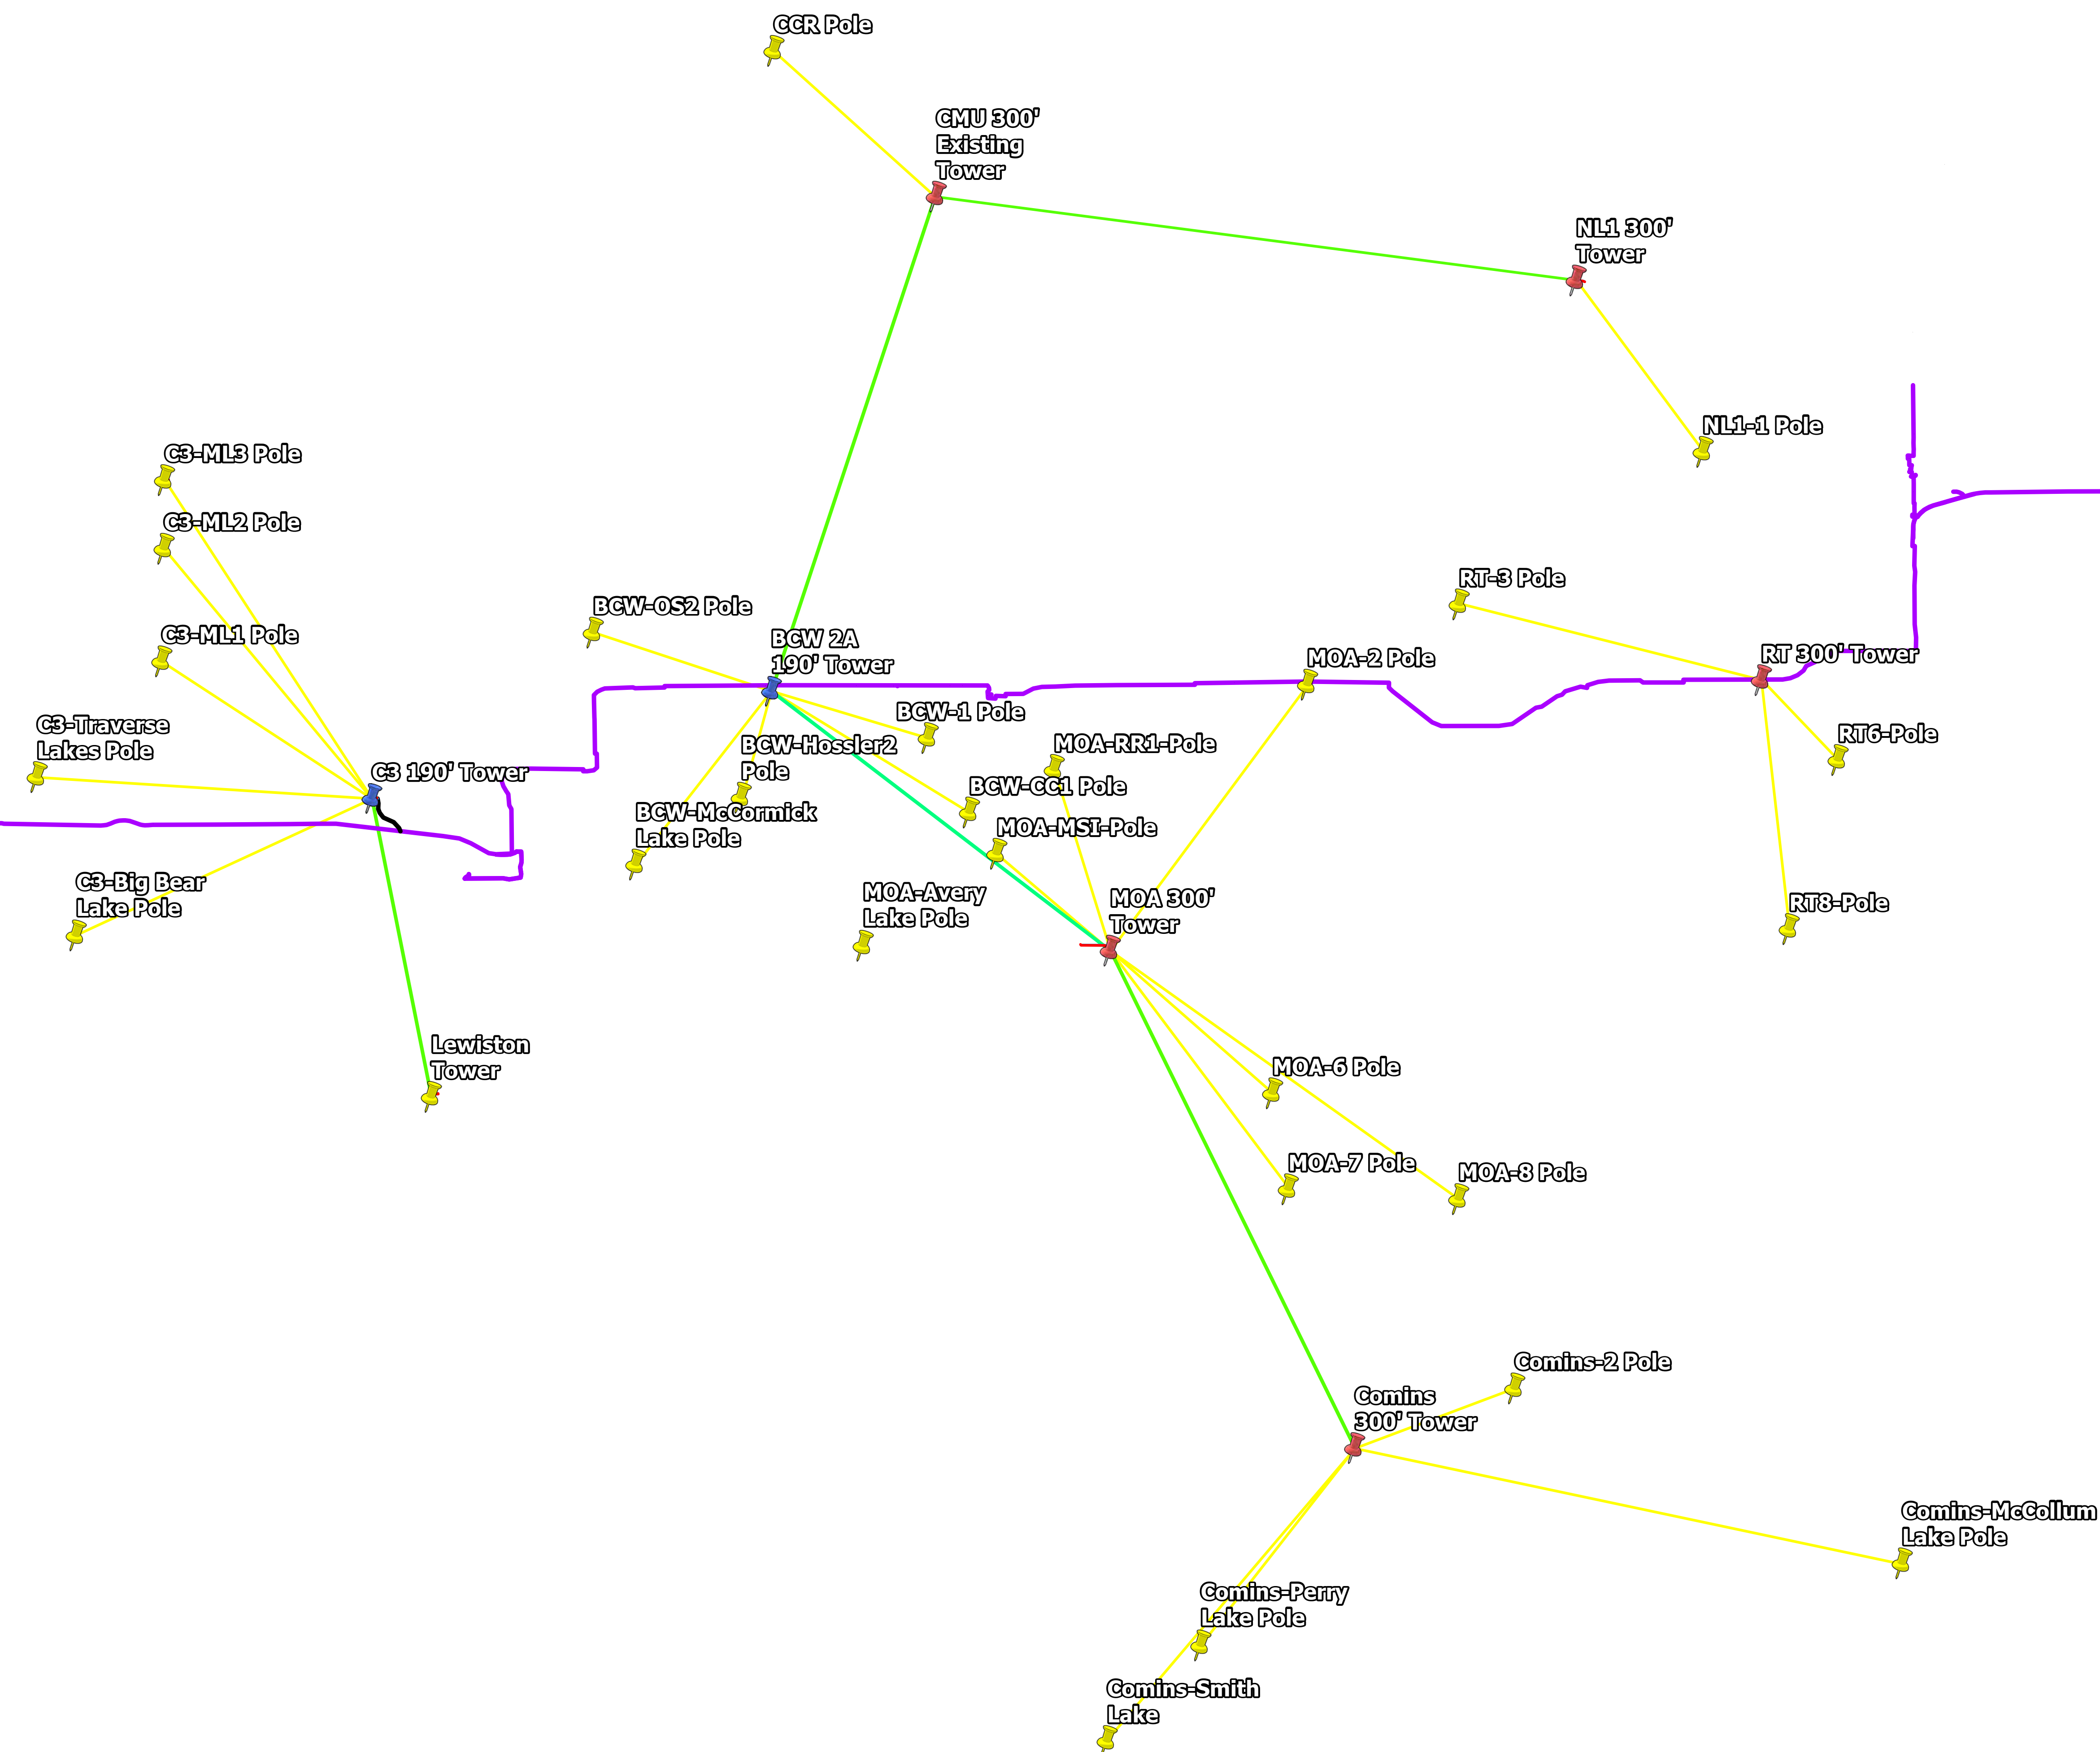 CCR Pole
CMU 300'
Existing
Tower
NL1 300'
Tower
NL1-1 Pole
C3-ML3 Pole
C3-ML2 Pole
C3-ML1 Pole
C3-Traverse
Lakes Pole
C3 190' Tower
C3-Big Bear
Lake Pole
Lewiston
Tower
BCW-OS2 Pole
BCW 2A
190' Tower
BCW-1 Pole
BCW-Hossler2
Pole
BCW-McCormick
Lake Pole
BCW-CC1 Pole
MOA-RR1-Pole
MOA-MSI-Pole
MOA-Avery
Lake Pole
MOA 300'
Tower
MOA-2 Pole
RT-3 Pole
RT 300' Tower
RT6-Pole
RT8-Pole
MOA-6 Pole
MOA-7 Pole
MOA-8 Pole
Comins-2 Pole
Comins
300' Tower
Comins-McCollum
Lake Pole
Comins-Perry
Lake Pole
Comins-Smith
Lake